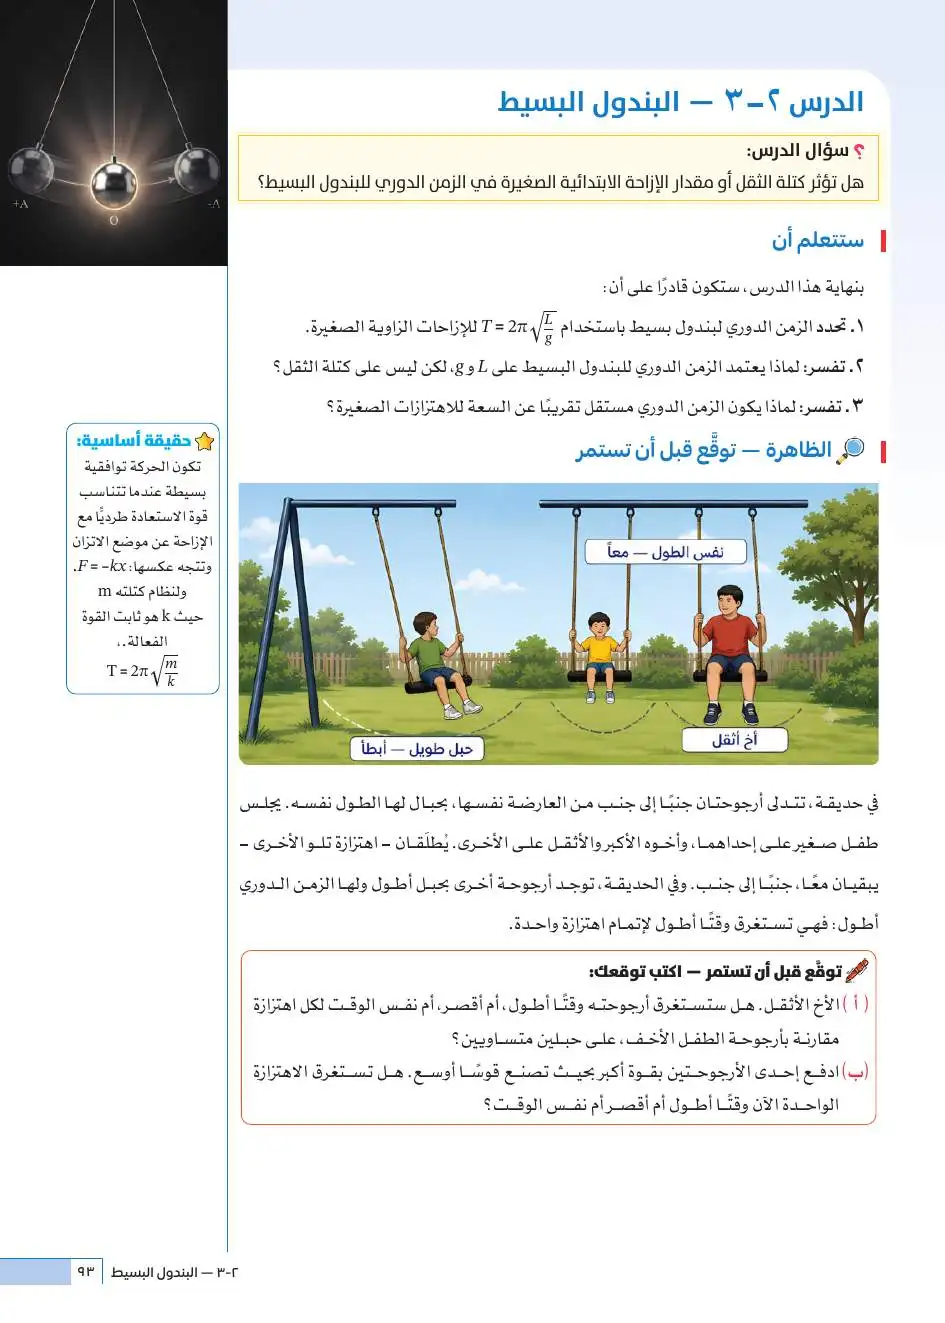 الدرس ٢-٣ — البندول البسيط
؟ سؤال الدرس:
هل تؤثر كتلة الثقل أو مقدار الإزاحة الابتدائية الصغيرة في الزمن الدوري للبندول البسيط؟
+A
O
-A
ستتعلم أن
بنهاية هذا الدرس، ستكون قادرًا على أن:
١. تحدد الزمن الدوري لبندول بسيط باستخدام T = 2π√(L/g) للإزاحات الزاوية الصغيرة.
٢. تفسر: لماذا يعتمد الزمن الدوري للبندول البسيط على L و g، لكن ليس على كتلة الثقل؟
٣. تفسر: لماذا يكون الزمن الدوري مستقل تقريبًا عن السعة للاهتزازات الصغيرة؟
حقيقة أساسية:
تكون الحركة توافقية
بسيطة عندما تتناسب
قوة الاستعادة طرديًّا مع
الإزاحة عن موضع الاتزان
وتتجه عكسها: F = −kx.
ولنظام كتلته m
حيث k هو ثابت القوة
الفعالة..
T = 2π√(m/k)
الظاهرة — توقَّع قبل أن تستمر
نفس الطول — معاً
حبل طويل — أبطأ
أخ أثقل
في حديقة، تتدلى أرجوحتان جنبًا إلى جنب من العارضة نفسها، بحبال لها الطول نفسه. يجلس
طفل صغير على إحداهما، وأخوه الأكبر والأثقل على الأخرى. يُطلَقان – اهتزازة تلو الأخرى –
يبقيان معًا، جنبًا إلى جنب. وفي الحديقة، توجد أرجوحة أخرى بحبل أطول ولها الزمن الدوري
أطول: فهي تستغرق وقتًا أطول لإتمام اهتزازة واحدة.
توقَّع قبل أن تستمر — اكتب توقعك:
(أ) الأخ الأثقل. هل ستستغرق أرجوحته وقتًا أطول، أم أقصر، أم نفس الوقت لكل اهتزازة
مقارنة بأرجوحة الطفل الأخف، على حبلين متساويين؟
(ب) ادفع إحدى الأرجوحتين بقوة أكبر بحيث تصنع قوسًا أوسع. هل تستغرق الاهتزازة
الواحدة الآن وقتًا أطول أم أقصر أم نفس الوقت؟
٢-٣ — البندول البسيط
٩٣